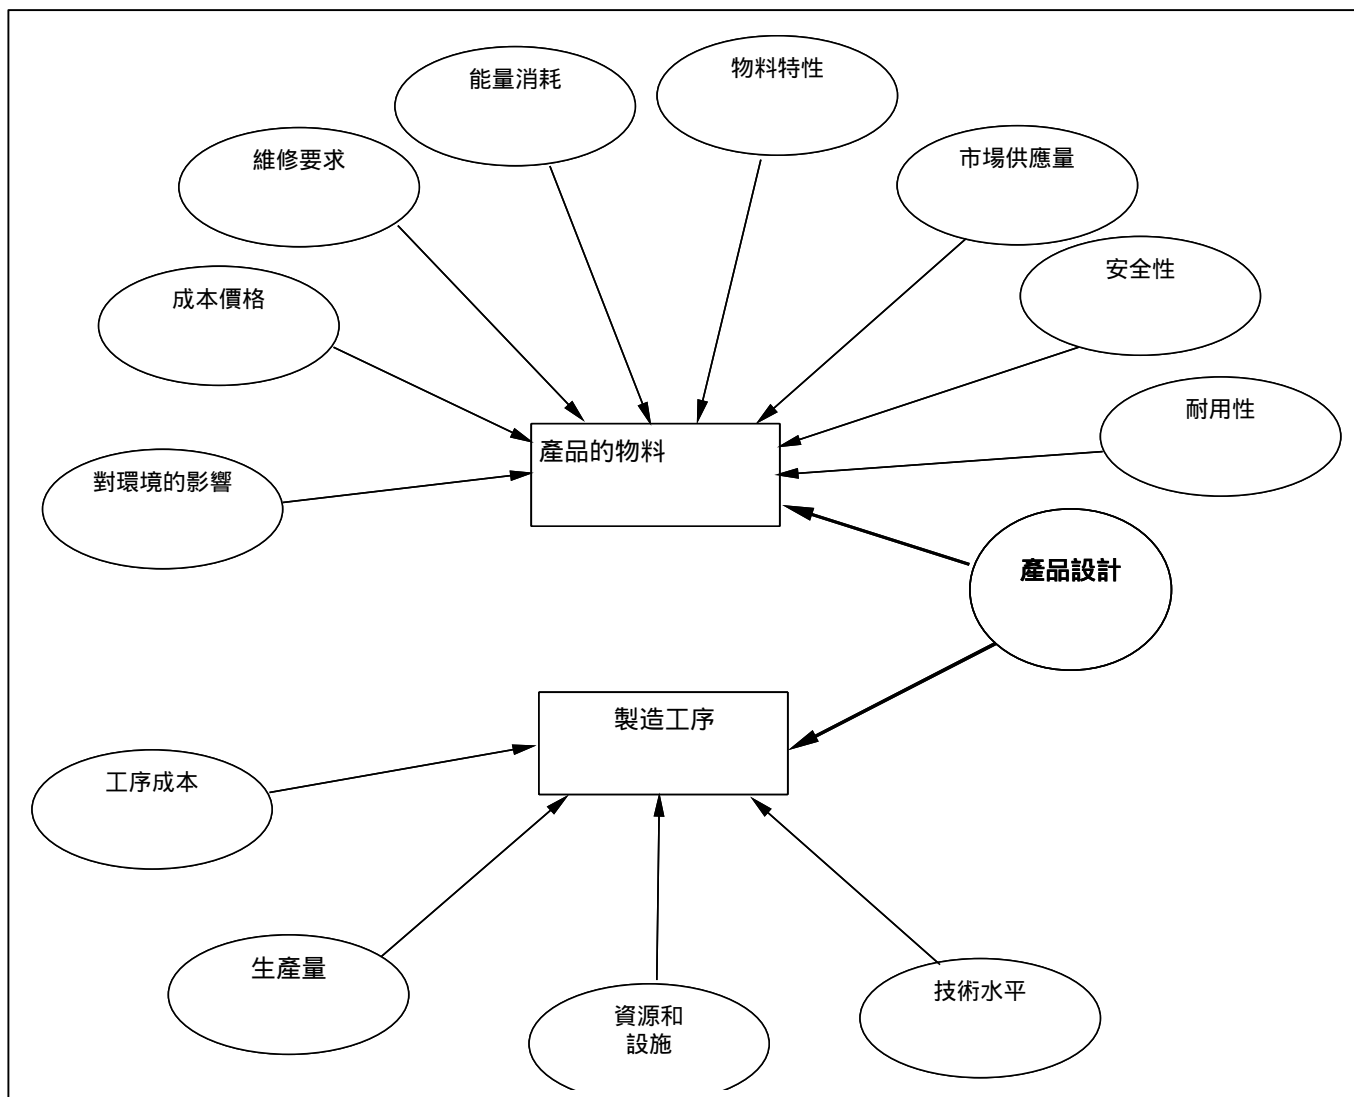 物料特性
能量消耗
維修要求
市場供應量
安全性
成本價格
耐用性
產品的物料
對環境的影響
產品設計
製造工序
工序成本
生產量
技術水平
資源和
設施